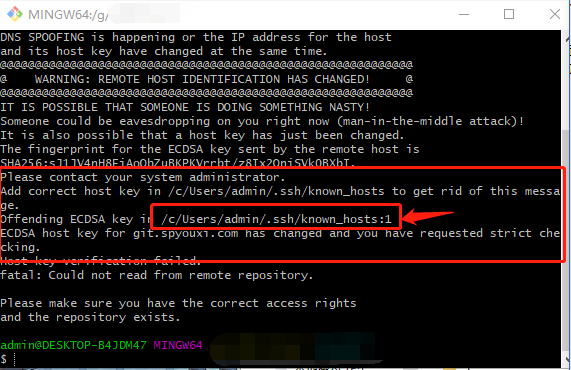 MINGW64:/g/
DNS SPOOFING is happening or the IP address for the host
and its host key have changed at the same time.
@@@@@@@@@@@@@@@@@@@@@@@@@@@@@@@@@@@@@@@@@@@@@@@@@@@@@@@@@@@
@    WARNING: REMOTE HOST IDENTIFICATION HAS CHANGED!     @
@@@@@@@@@@@@@@@@@@@@@@@@@@@@@@@@@@@@@@@@@@@@@@@@@@@@@@@@@@@
IT IS POSSIBLE THAT SOMEONE IS DOING SOMETHING NASTY!
Someone could be eavesdropping on you right now (man-in-the-middle attack)!
It is also possible that a host key has just been changed.
The fingerprint for the ECDSA key sent by the remote host is
Please contact your system administrator.
Add correct host key in /c/Users/admin/.ssh/known_hosts to get rid of this messa
ge.
Offending ECDSA key in /c/Users/admin/.ssh/known_hosts:1
ECDSA host key for git.spyouxi.com has changed and you have requested strict che
cking.
Host key verification failed.
fatal: Could not read from remote repository.
Please make sure you have the correct access rights
and the repository exists.
admin@DESKTOP-B4JDM47 MINGW64
$